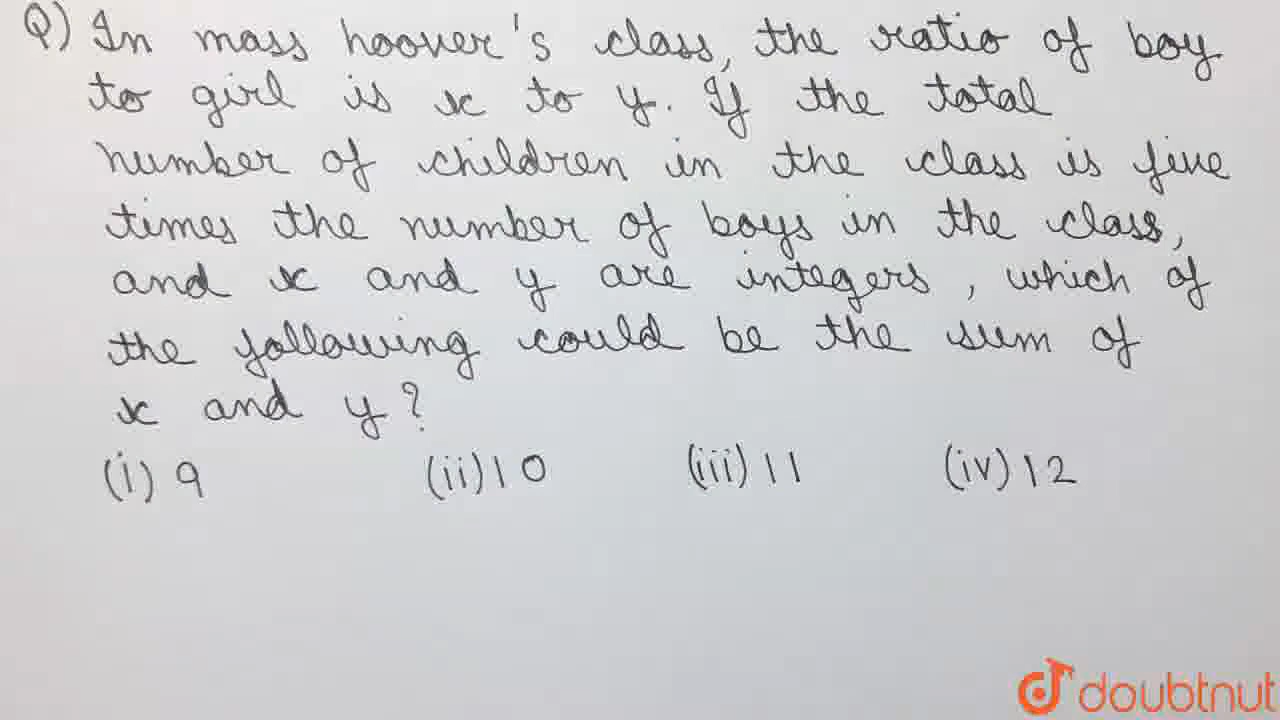 Q) In mass hoover's class, the ratio of boy
to girl is x to y. If the total
number of children in the class is five
times the number of boys in the class,
and x and y are integers, which of
the following could be the sum of
x and y?
(i) 9 (ii) 10 (iii) 11 (iv) 12
doubtnut